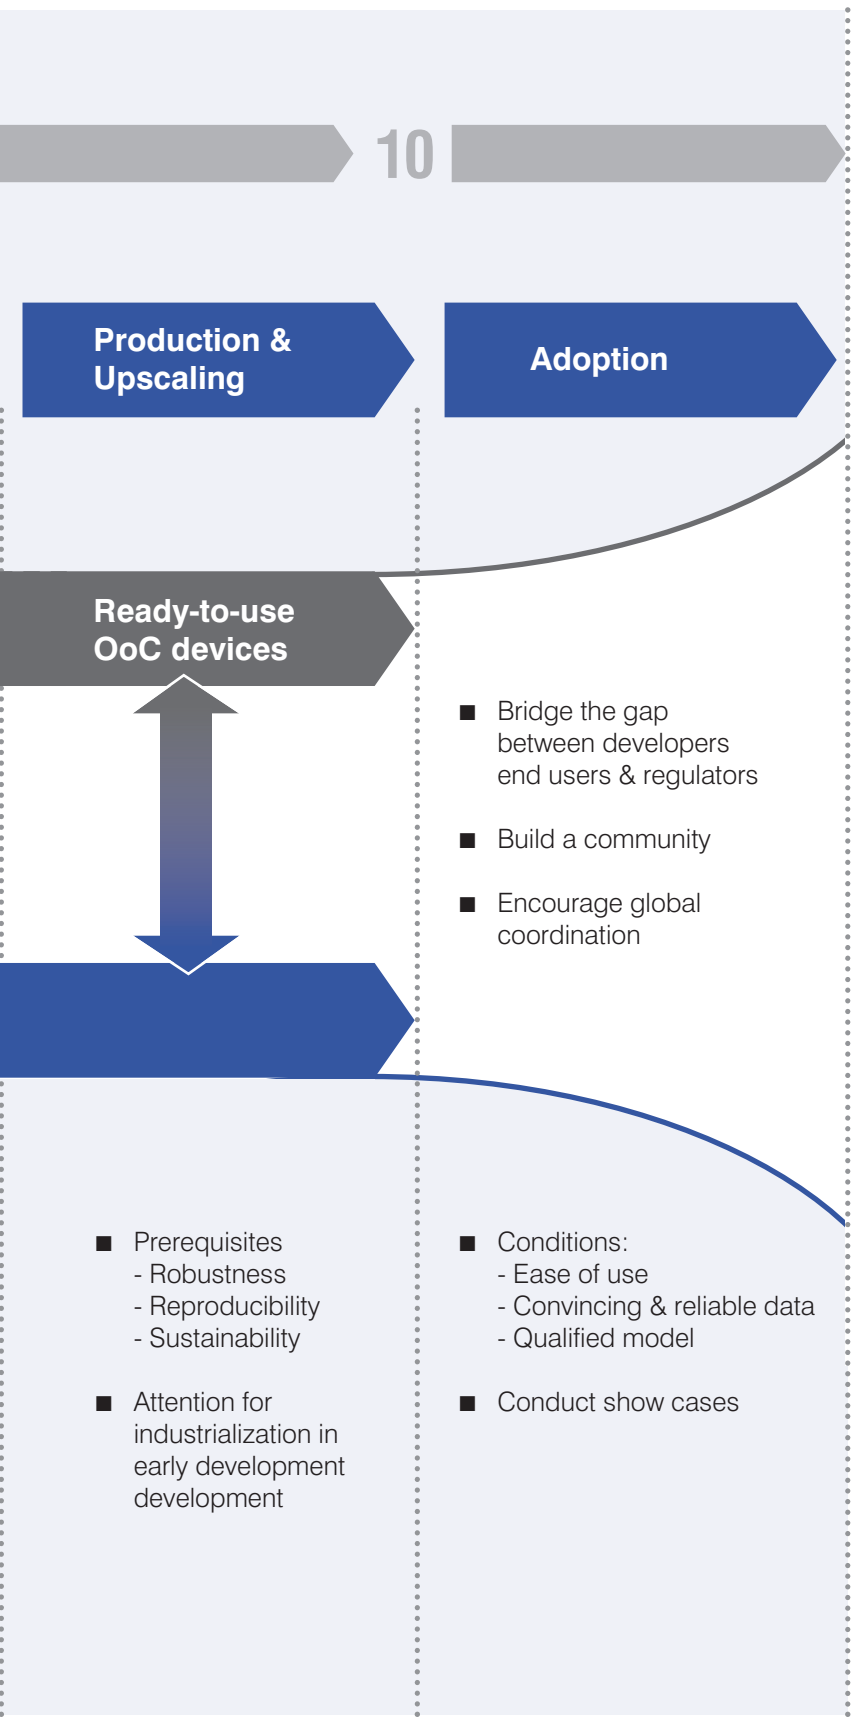 10
Production &
Upscaling
Adoption
Ready-to-use
OoC devices
■ Bridge the gap
between developers
end users & regulators
■ Build a community
■ Encourage global
coordination
■ Prerequisites
- Robustness
- Reproducibility
- Sustainability
■ Attention for
industrialization in
early development
development
■ Conditions:
- Ease of use
- Convincing & reliable data
- Qualified model
■ Conduct show cases